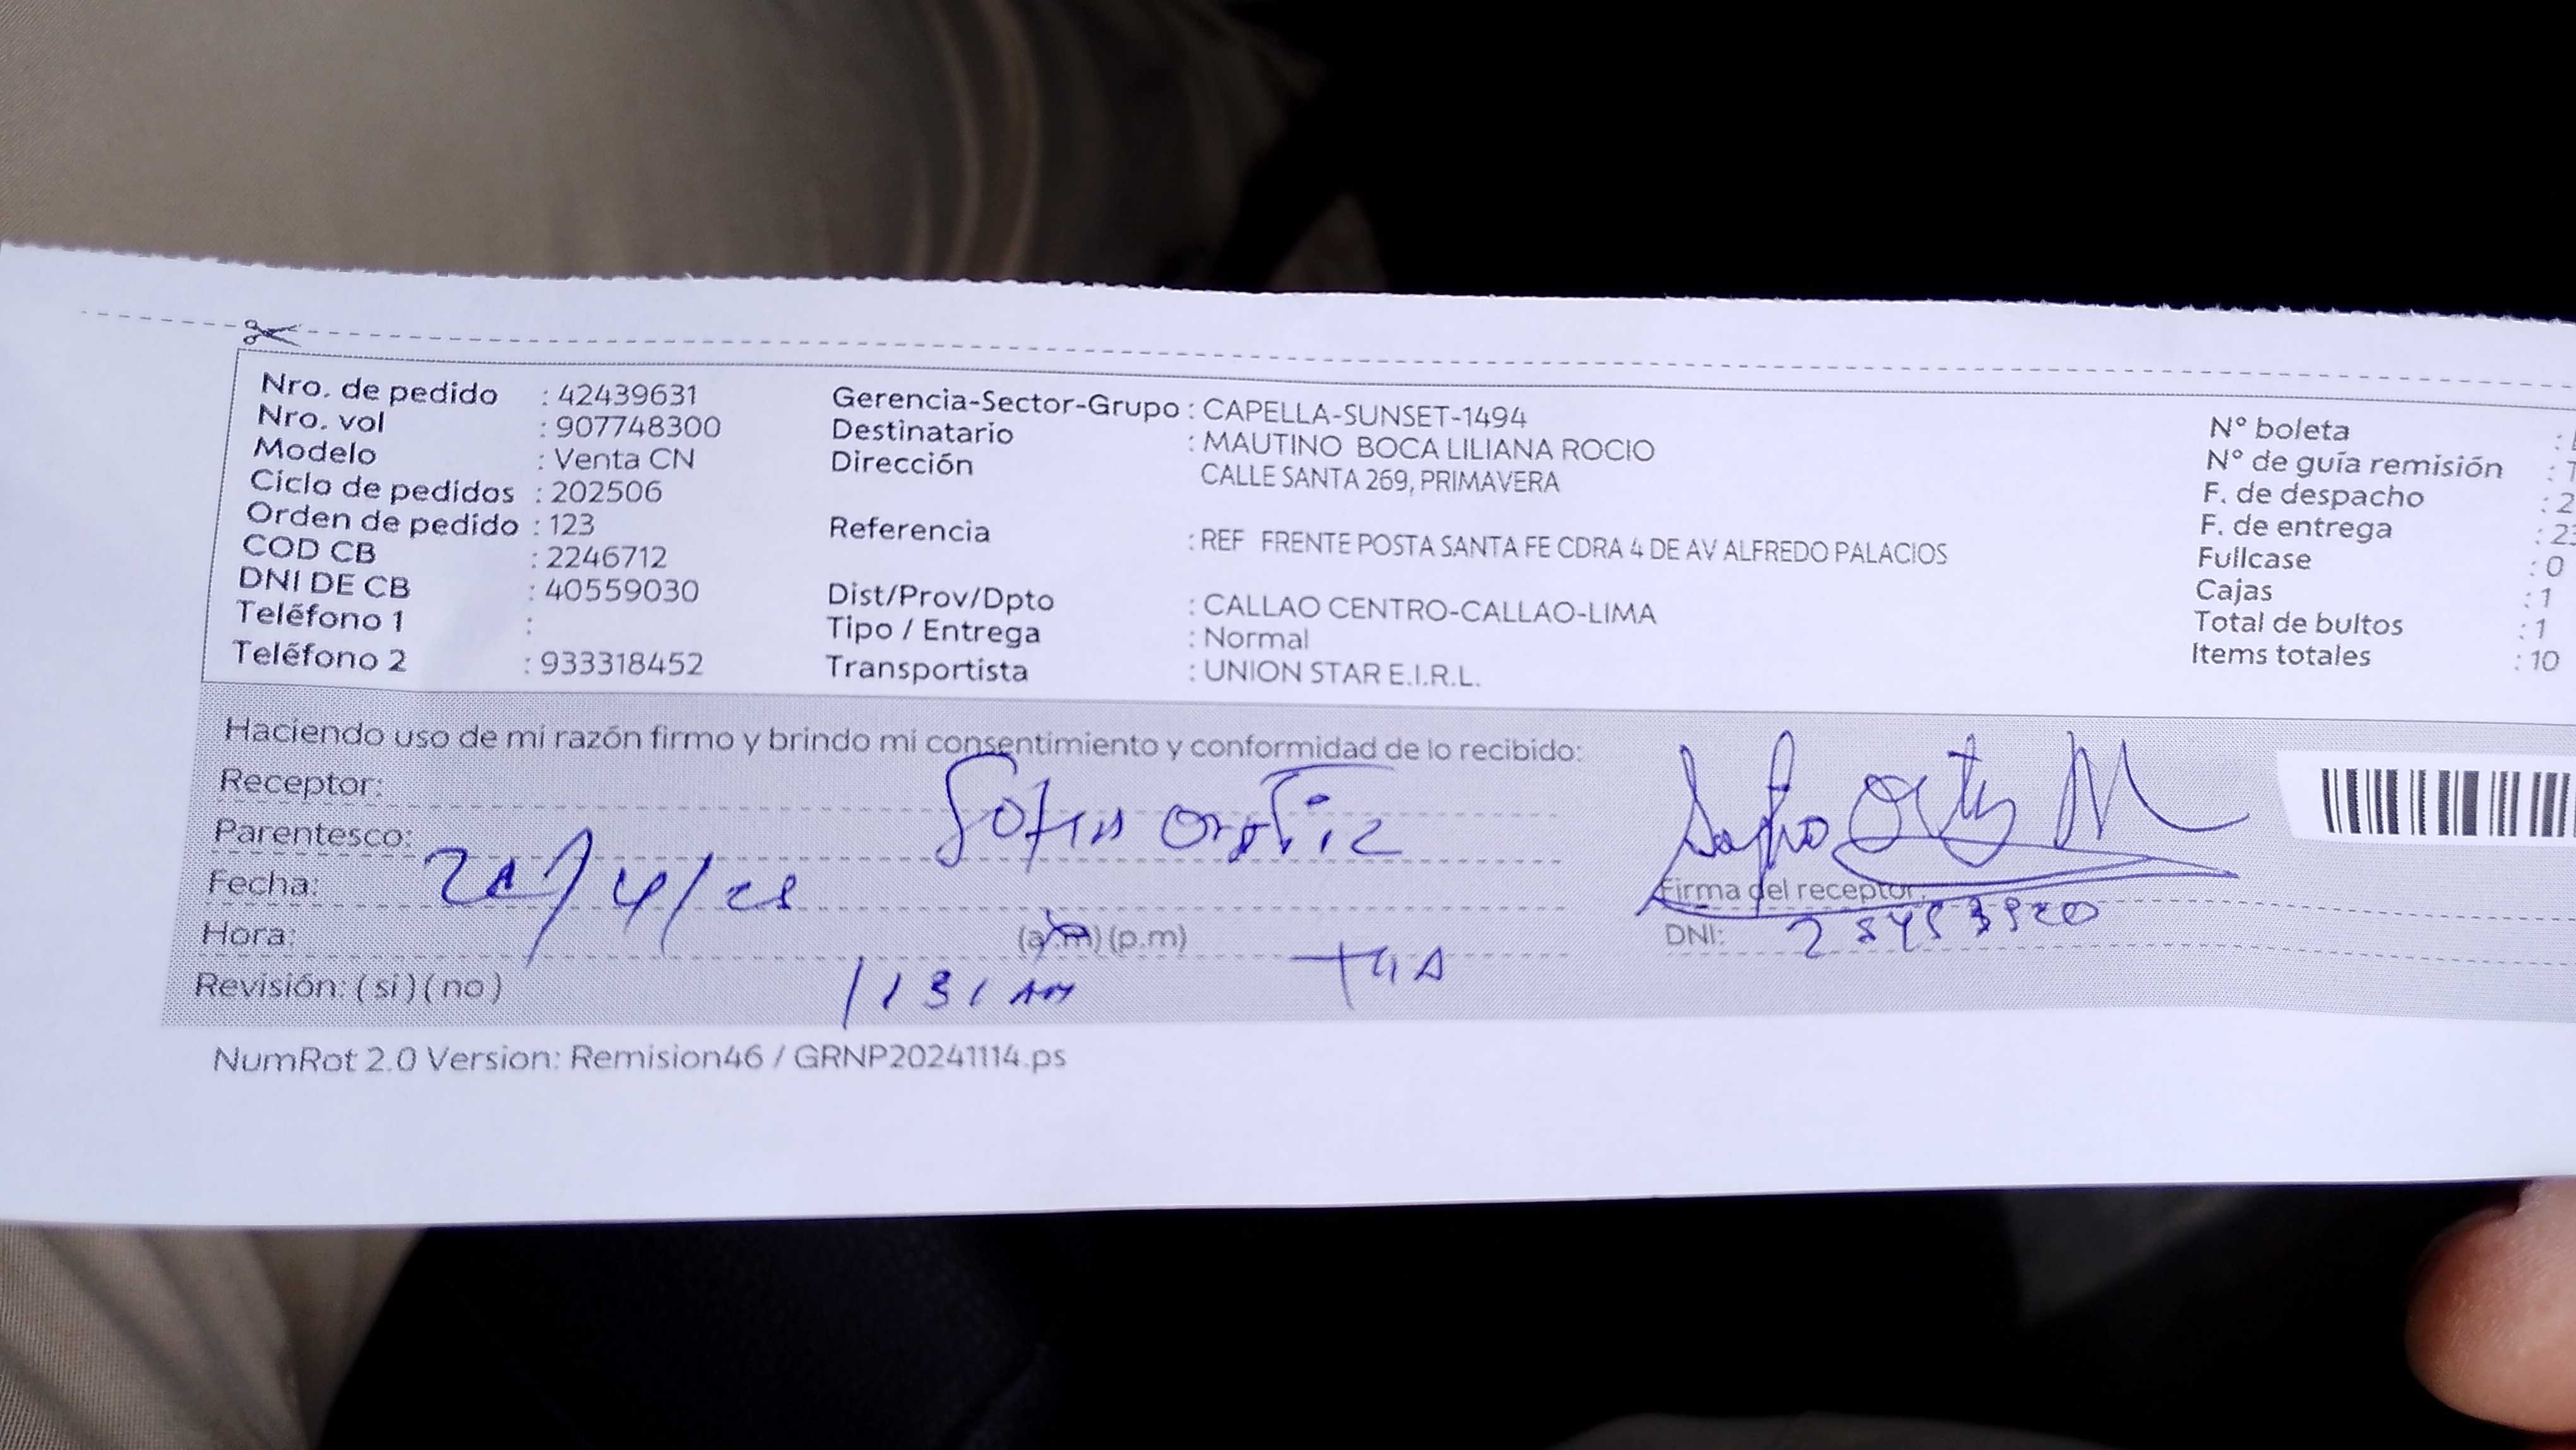 Nro. de pedido : 42439631
Nro. vol : 907748300
Modelo : Venta CN
Ciclo de pedidos : 202506
Orden de pedido : 123
COD CB : 2246712
DNI DE CB : 40559030
Teléfono 1 :
Teléfono 2 : 933318452
Gerencia-Sector-Grupo : CAPELLA-SUNSET-1494
Destinatario : MAUTINO BOCA LILIANA ROCIO
Dirección CALLE SANTA 269, PRIMAVERA
Referencia : REF FRENTE POSTA SANTA FE CDRA 4 DE AV ALFREDO PALACIOS
Dist/Prov/Dpto : CALLAO CENTRO-CALLAO-LIMA
Tipo / Entrega : Normal
Transportista : UNION STAR E.I.R.L.
N° boleta :
N° de guía remisión :
F. de despacho : 2
F. de entrega : 23
Fullcase : 0
Cajas : 1
Total de bultos : 1
Items totales : 10
Haciendo uso de mi razón firmo y brindo mi consentimiento y conformidad de lo recibido:
Receptor:
Parentesco:
Fecha:
Hora: (a.m) (p.m)
1131 AM
Revisión: (si) (no)
Firma del receptor:
DNI:
NumRot 2.0 Version: Remision46 / GRNP20241114.ps